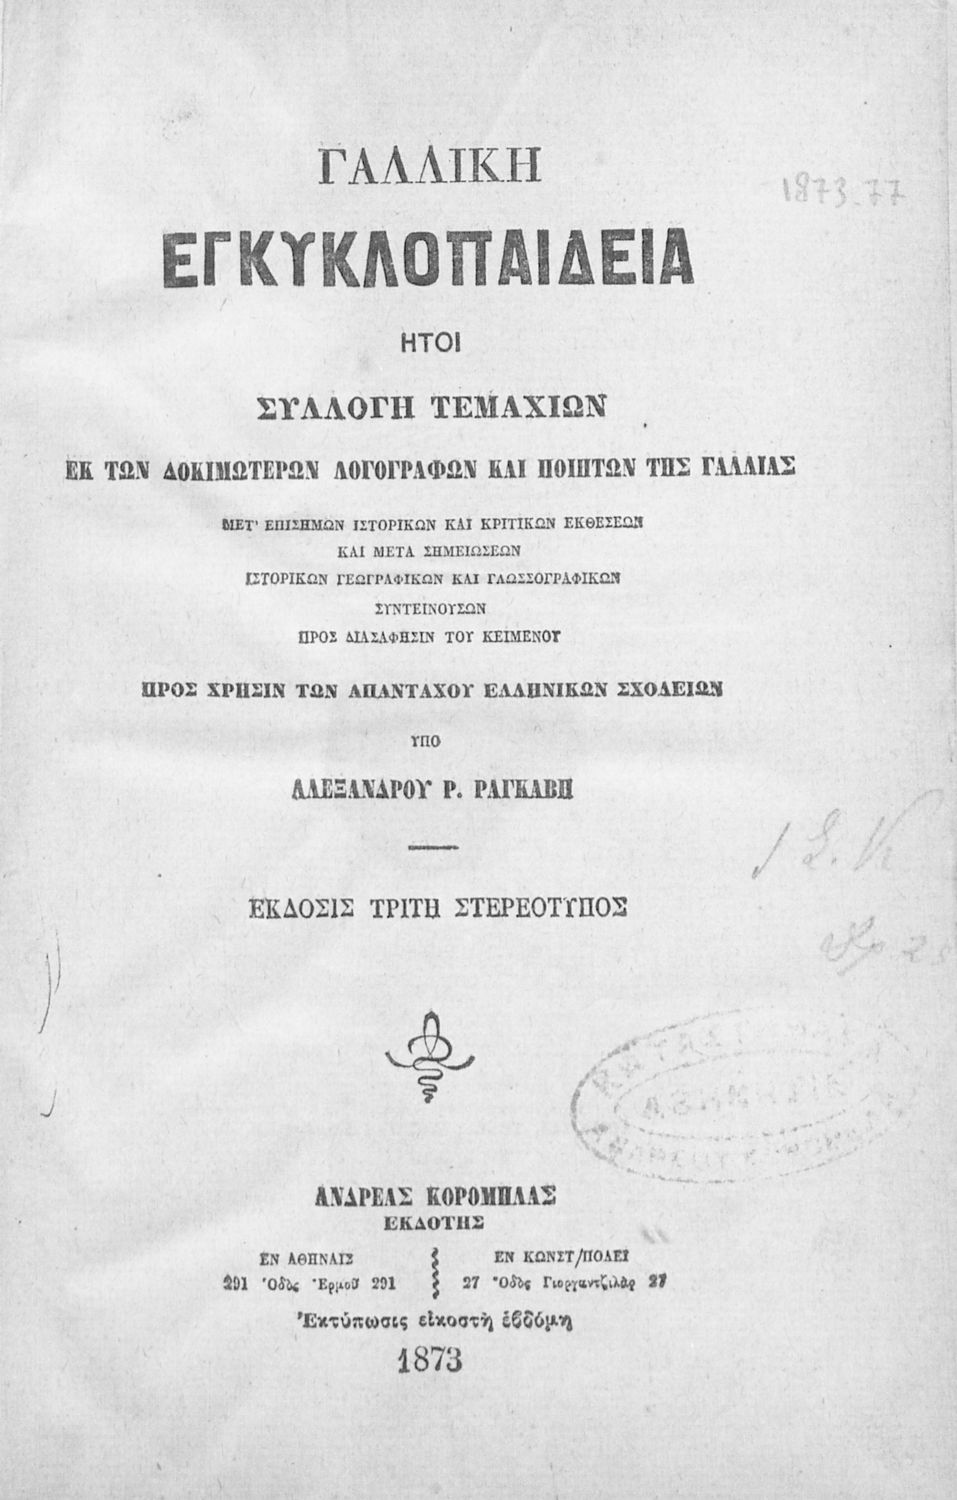 ΓΑΛΛΙΚΗ
1873.77
ΕΓΚΥΚΛΟΠΑΙΔΕΙΑ
ΗΤΟΙ
ΣΥΛΛΟΓΗ ΤΕΜΑΧΙΩΝ
ΕΚ ΤΩΝ ΔΟΚΙΜΩΤΕΡΩΝ ΛΟΓΟΓΡΑΦΩΝ ΚΑΙ ΠΟΙΗΤΩΝ ΤΗΣ ΓΑΛΛΙΑΣ
ΜΕΤ' ΕΠΙΣΗΜΩΝ ΙΣΤΟΡΙΚΩΝ ΚΑΙ ΚΡΙΤΙΚΩΝ ΕΚΘΕΣΕΩΝ
ΚΑΙ ΜΕΤΑ ΣΗΜΕΙΩΣΕΩΝ
ΙΣΤΟΡΙΚΩΝ ΓΕΩΓΡΑΦΙΚΩΝ ΚΑΙ ΓΛΩΣΣΟΓΡΑΦΙΚΩΝ
ΣΥΝΤΕΙΝΟΥΣΩΝ
ΠΡΟΣ ΔΙΑΣΑΦΗΣΙΝ ΤΟΥ ΚΕΙΜΕΝΟΥ
ΠΡΟΣ ΧΡΗΣΙΝ ΤΩΝ ΑΠΑΝΤΑΧΟΥ ΕΛΛΗΝΙΚΩΝ ΣΧΟΛΕΙΩΝ
ΥΠΟ
ΑΛΕΞΑΝΔΡΟΥ Ρ. ΡΑΓΚΑΒΗ
ΕΚΔΟΣΙΣ ΤΡΙΤΗ ΣΤΕΡΕΟΤΥΠΟΣ
ΑΝΔΡΕΑΣ ΚΟΡΟΜΗΛΑΣ
ΕΚΔΟΤΗΣ
ΕΝ ΑΘΗΝΑΙΣ ΕΝ ΚΩΝΣΤ/ΠΟΛΕΙ
291 Ὁδὸς Ἑρμοῦ 291 27 Ὁδὸς Γιοργαντζιλὰρ 27
Ἐκτύπωσις εἰκοστὴ ἑβδόμη
1873